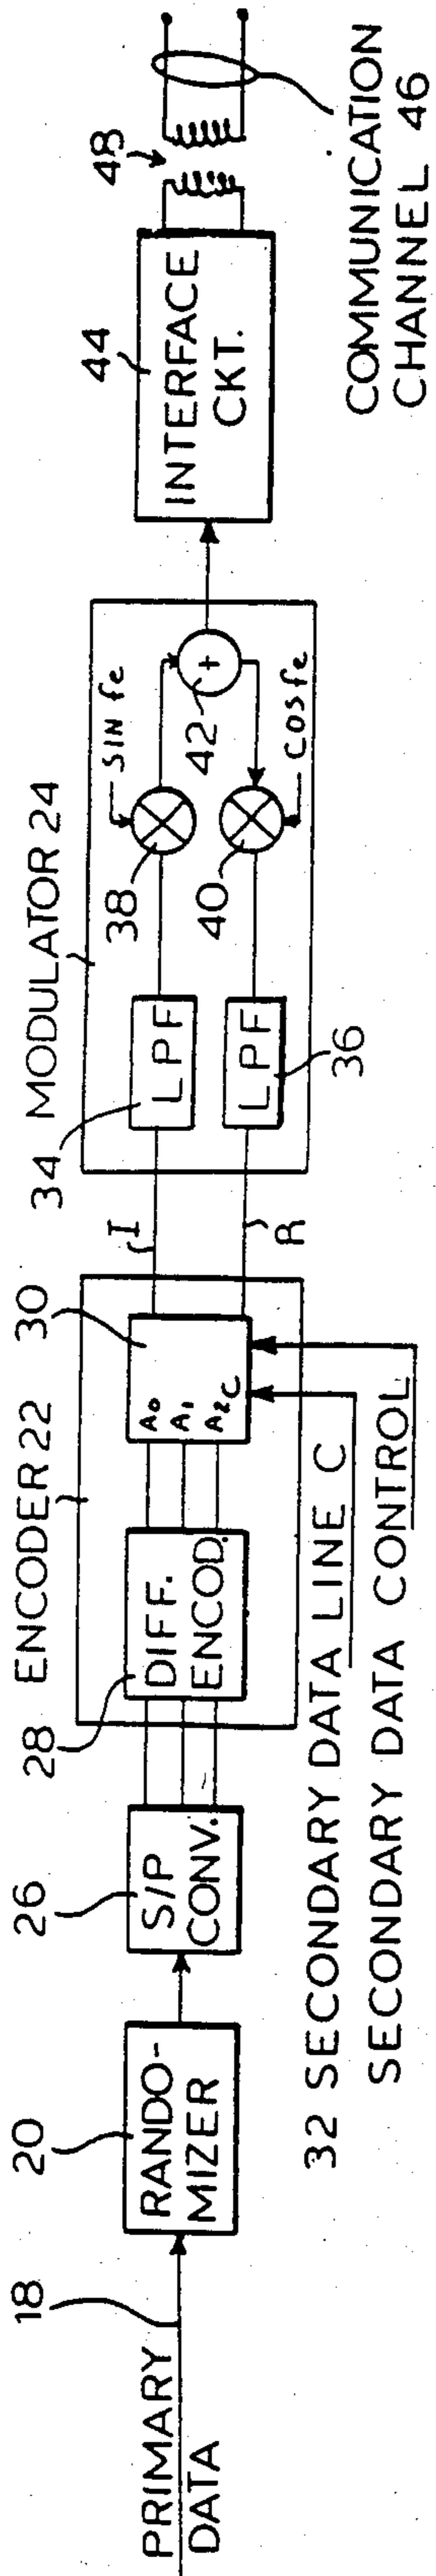 PRIMARY
DATA
18
20
RANDO-
MIZER
26
S/P
CONV.
ENCODER 22
28
DIFF.
ENCOD.
30
A0
A1
A2 C
32 SECONDARY DATA LINE C
SECONDARY DATA CONTROL
I
R
MODULATOR 24
34
LPF
LPF
36
38
SIN fc
40
COS fc
42
+
44
INTERFACE
CKT.
48
COMMUNICATION
CHANNEL 46